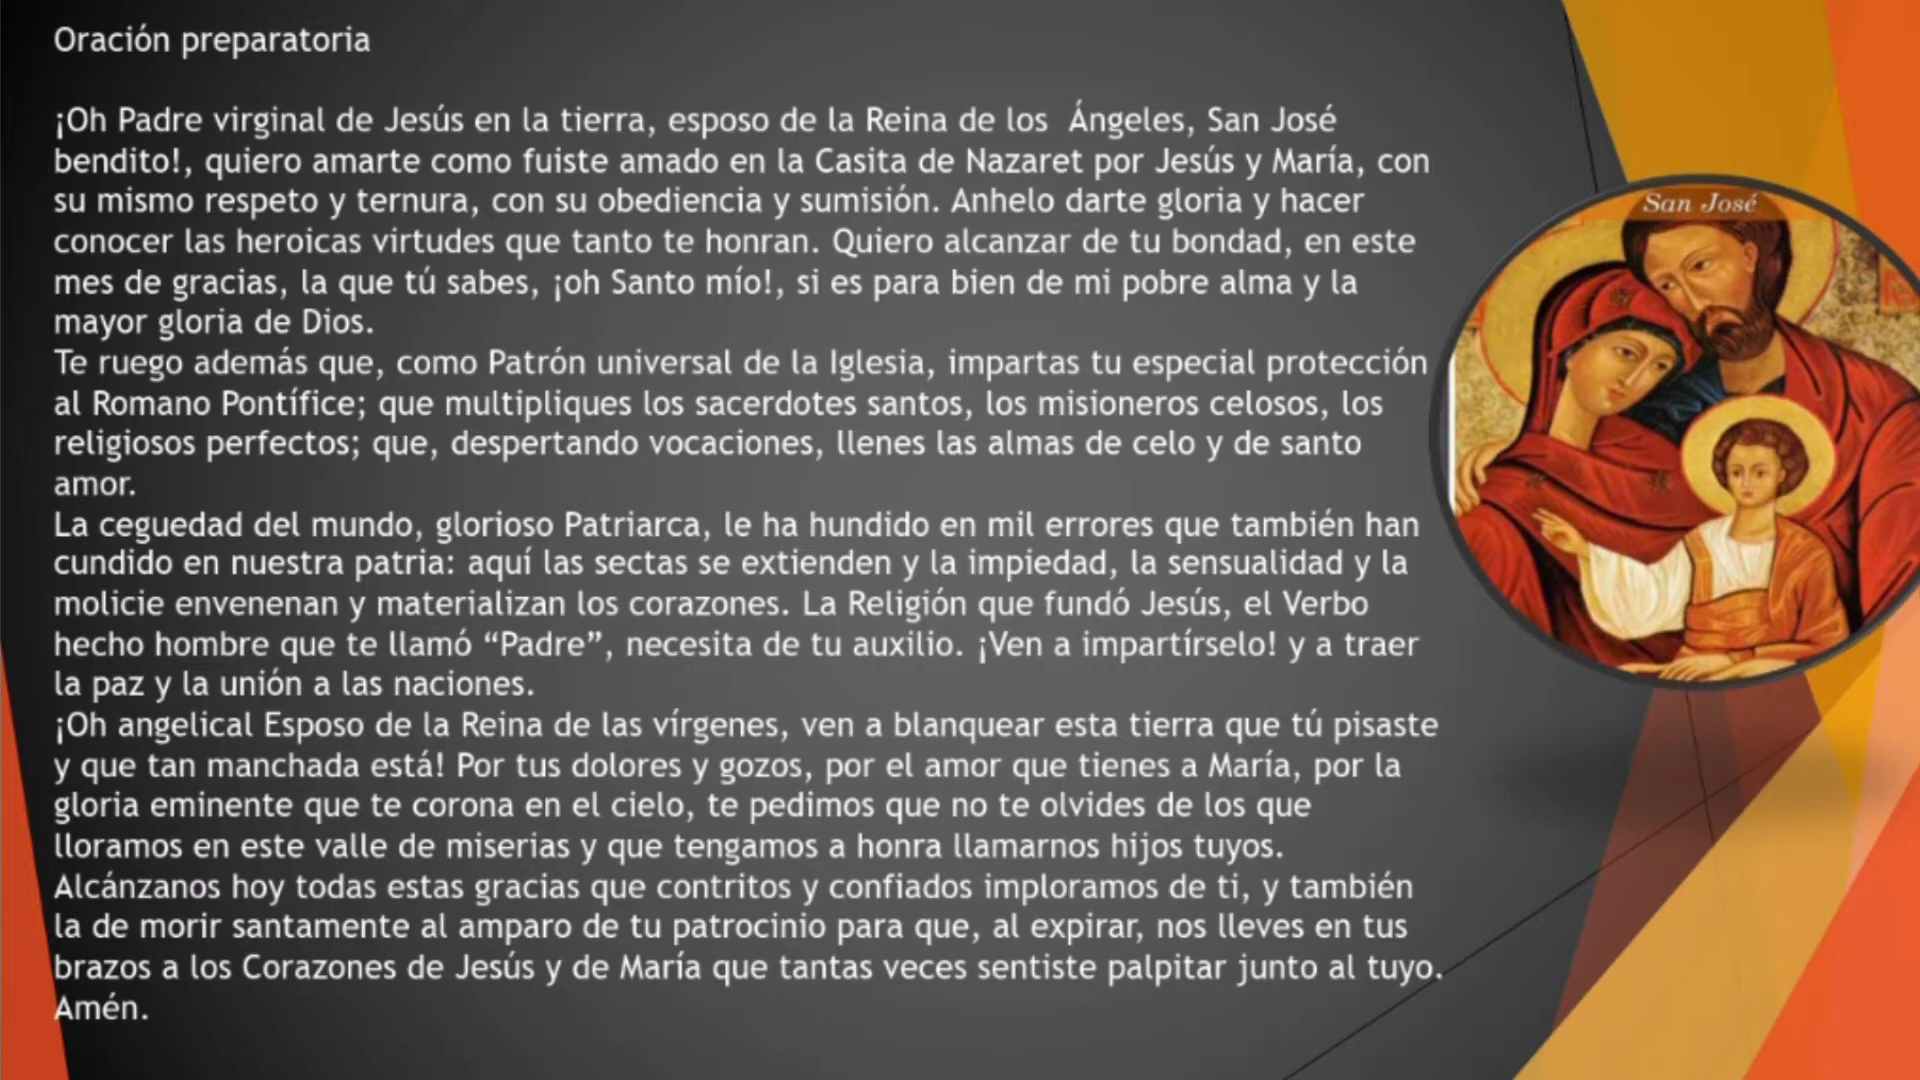 Oración preparatoria
¡Oh Padre virginal de Jesús en la tierra, esposo de la Reina de los  Ángeles, San José
bendito!, quiero amarte como fuiste amado en la Casita de Nazaret por Jesús y María, con
su mismo respeto y ternura, con su obediencia y sumisión. Anhelo darte gloria y hacer
conocer las heroicas virtudes que tanto te honran. Quiero alcanzar de tu bondad, en este
mes de gracias, la que tú sabes, ¡oh Santo mío!, si es para bien de mi pobre alma y la
mayor gloria de Dios.
Te ruego además que, como Patrón universal de la Iglesia, impartas tu especial protección
al Romano Pontífice; que multipliques los sacerdotes santos, los misioneros celosos, los
religiosos perfectos; que, despertando vocaciones, llenes las almas de celo y de santo
amor.
La ceguedad del mundo, glorioso Patriarca, le ha hundido en mil errores que también han
cundido en nuestra patria: aquí las sectas se extienden y la impiedad, la sensualidad y la
molicie envenenan y materializan los corazones. La Religión que fundó Jesús, el Verbo
hecho hombre que te llamó “Padre”, necesita de tu auxilio. ¡Ven a impartírselo! y a traer
la paz y la unión a las naciones.
¡Oh angelical Esposo de la Reina de las vírgenes, ven a blanquear esta tierra que tú pisaste
y que tan manchada está! Por tus dolores y gozos, por el amor que tienes a María, por la
gloria eminente que te corona en el cielo, te pedimos que no te olvides de los que
lloramos en este valle de miserias y que tengamos a honra llamarnos hijos tuyos.
Alcánzanos hoy todas estas gracias que contritos y confiados imploramos de ti, y también
la de morir santamente al amparo de tu patrocinio para que, al expirar, nos lleves en tus
brazos a los Corazones de Jesús y de María que tantas veces sentiste palpitar junto al tuyo.
Amén.
San José